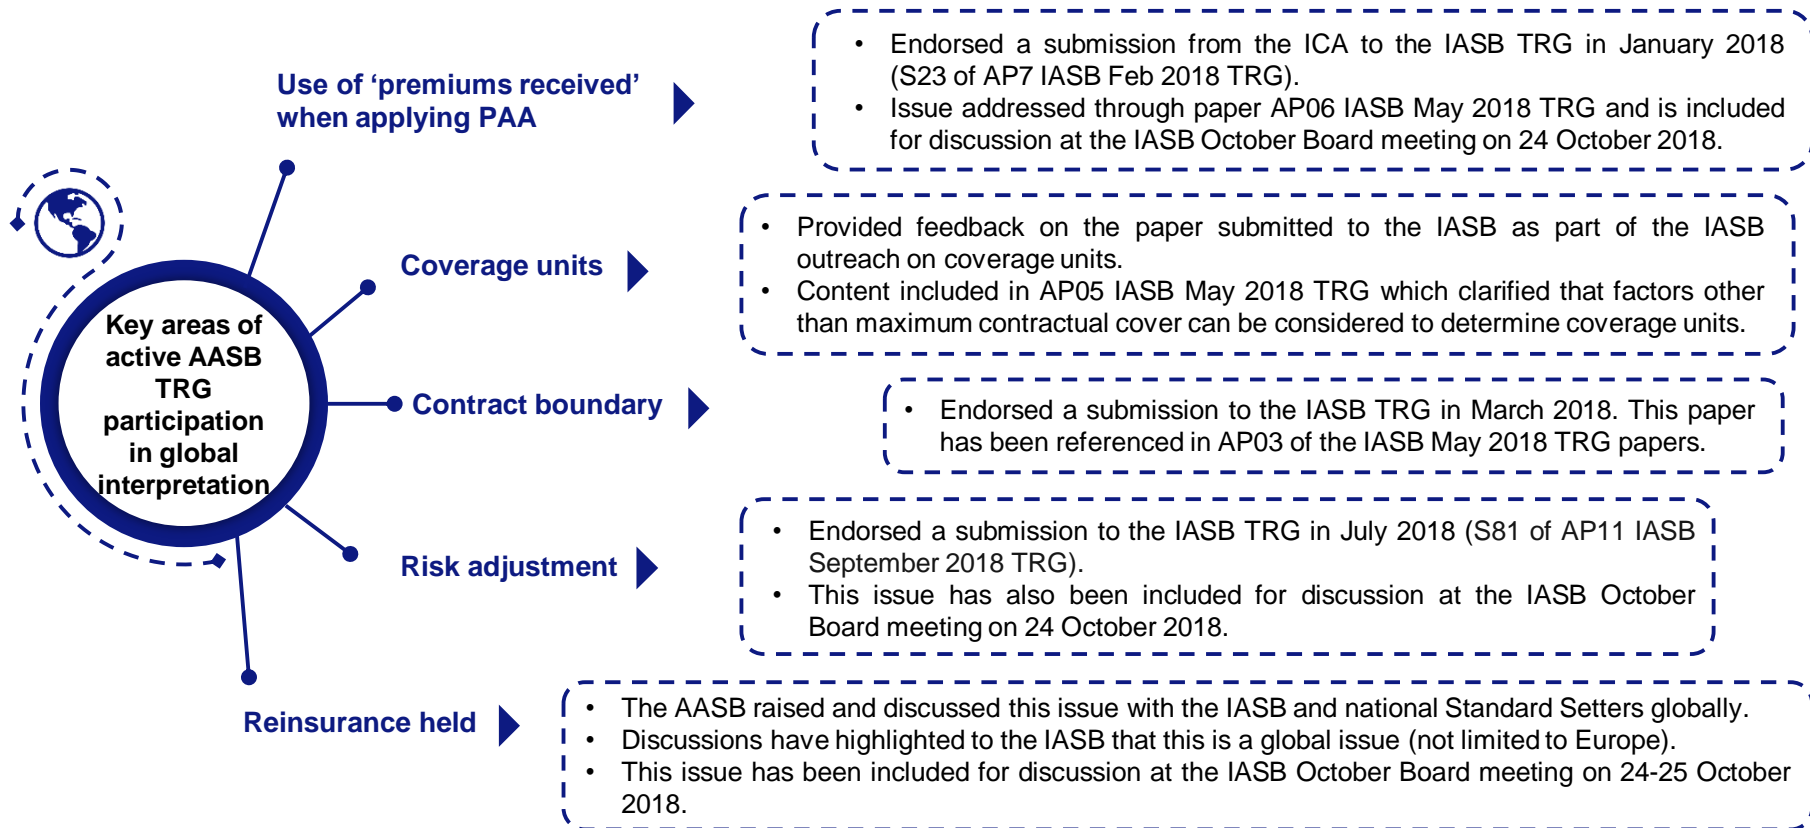 Key areas of
active AASB
TRG
participation
in global
interpretation
Use of ‘premiums received’
when applying PAA
• Endorsed a submission from the ICA to the IASB TRG in January 2018
(S23 of AP7 IASB Feb 2018 TRG).
• Issue addressed through paper AP06 IASB May 2018 TRG and is included
for discussion at the IASB October Board meeting on 24 October 2018.
Coverage units
• Provided feedback on the paper submitted to the IASB as part of the IASB
outreach on coverage units.
• Content included in AP05 IASB May 2018 TRG which clarified that factors other
than maximum contractual cover can be considered to determine coverage units.
Contract boundary
• Endorsed a submission to the IASB TRG in March 2018. This paper
has been referenced in AP03 of the IASB May 2018 TRG papers.
Risk adjustment
• Endorsed a submission to the IASB TRG in July 2018 (S81 of AP11 IASB
September 2018 TRG).
• This issue has also been included for discussion at the IASB October
Board meeting on 24 October 2018.
Reinsurance held
• The AASB raised and discussed this issue with the IASB and national Standard Setters globally.
• Discussions have highlighted to the IASB that this is a global issue (not limited to Europe).
• This issue has been included for discussion at the IASB October Board meeting on 24-25 October
2018.